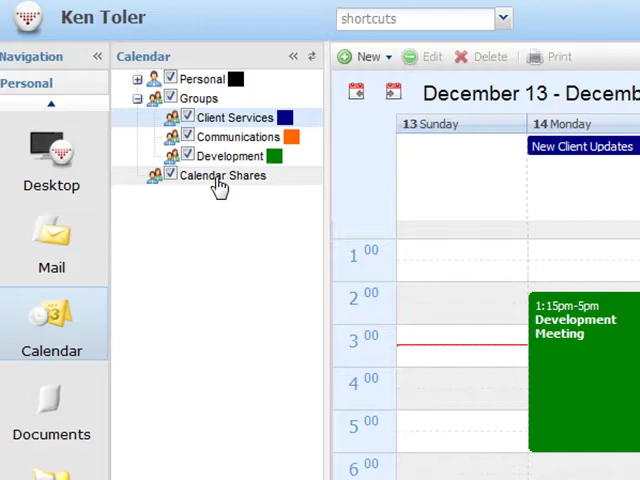 Ken Toler
shortcuts
Navigation
Personal
Desktop
Mail
3
Calendar
Documents
Calendar
Personal
Groups
Client Services
Communications
Development
Calendar Shares
New Edit Delete Print
December 13 - Decemb
13 Sunday 14 Monday
New Client Updates
1 00
2 00
3 00
4 00
5 00
6 00
1:15pm-5pm
Development
Meeting